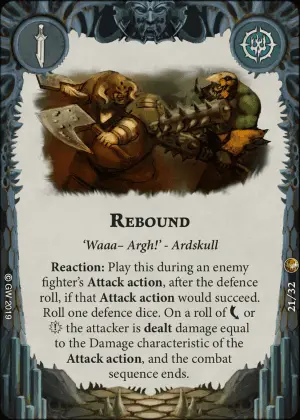 REBOUND
‘Waaa– Argh!’ - Ardskull
Reaction: Play this during an enemy
fighter’s Attack action, after the defence
roll, if that Attack action would succeed.
Roll one defence dice. On a roll of or
the attacker is dealt damage equal
to the Damage characteristic of the
Attack action, and the combat
sequence ends.
© GW 2019
21/32